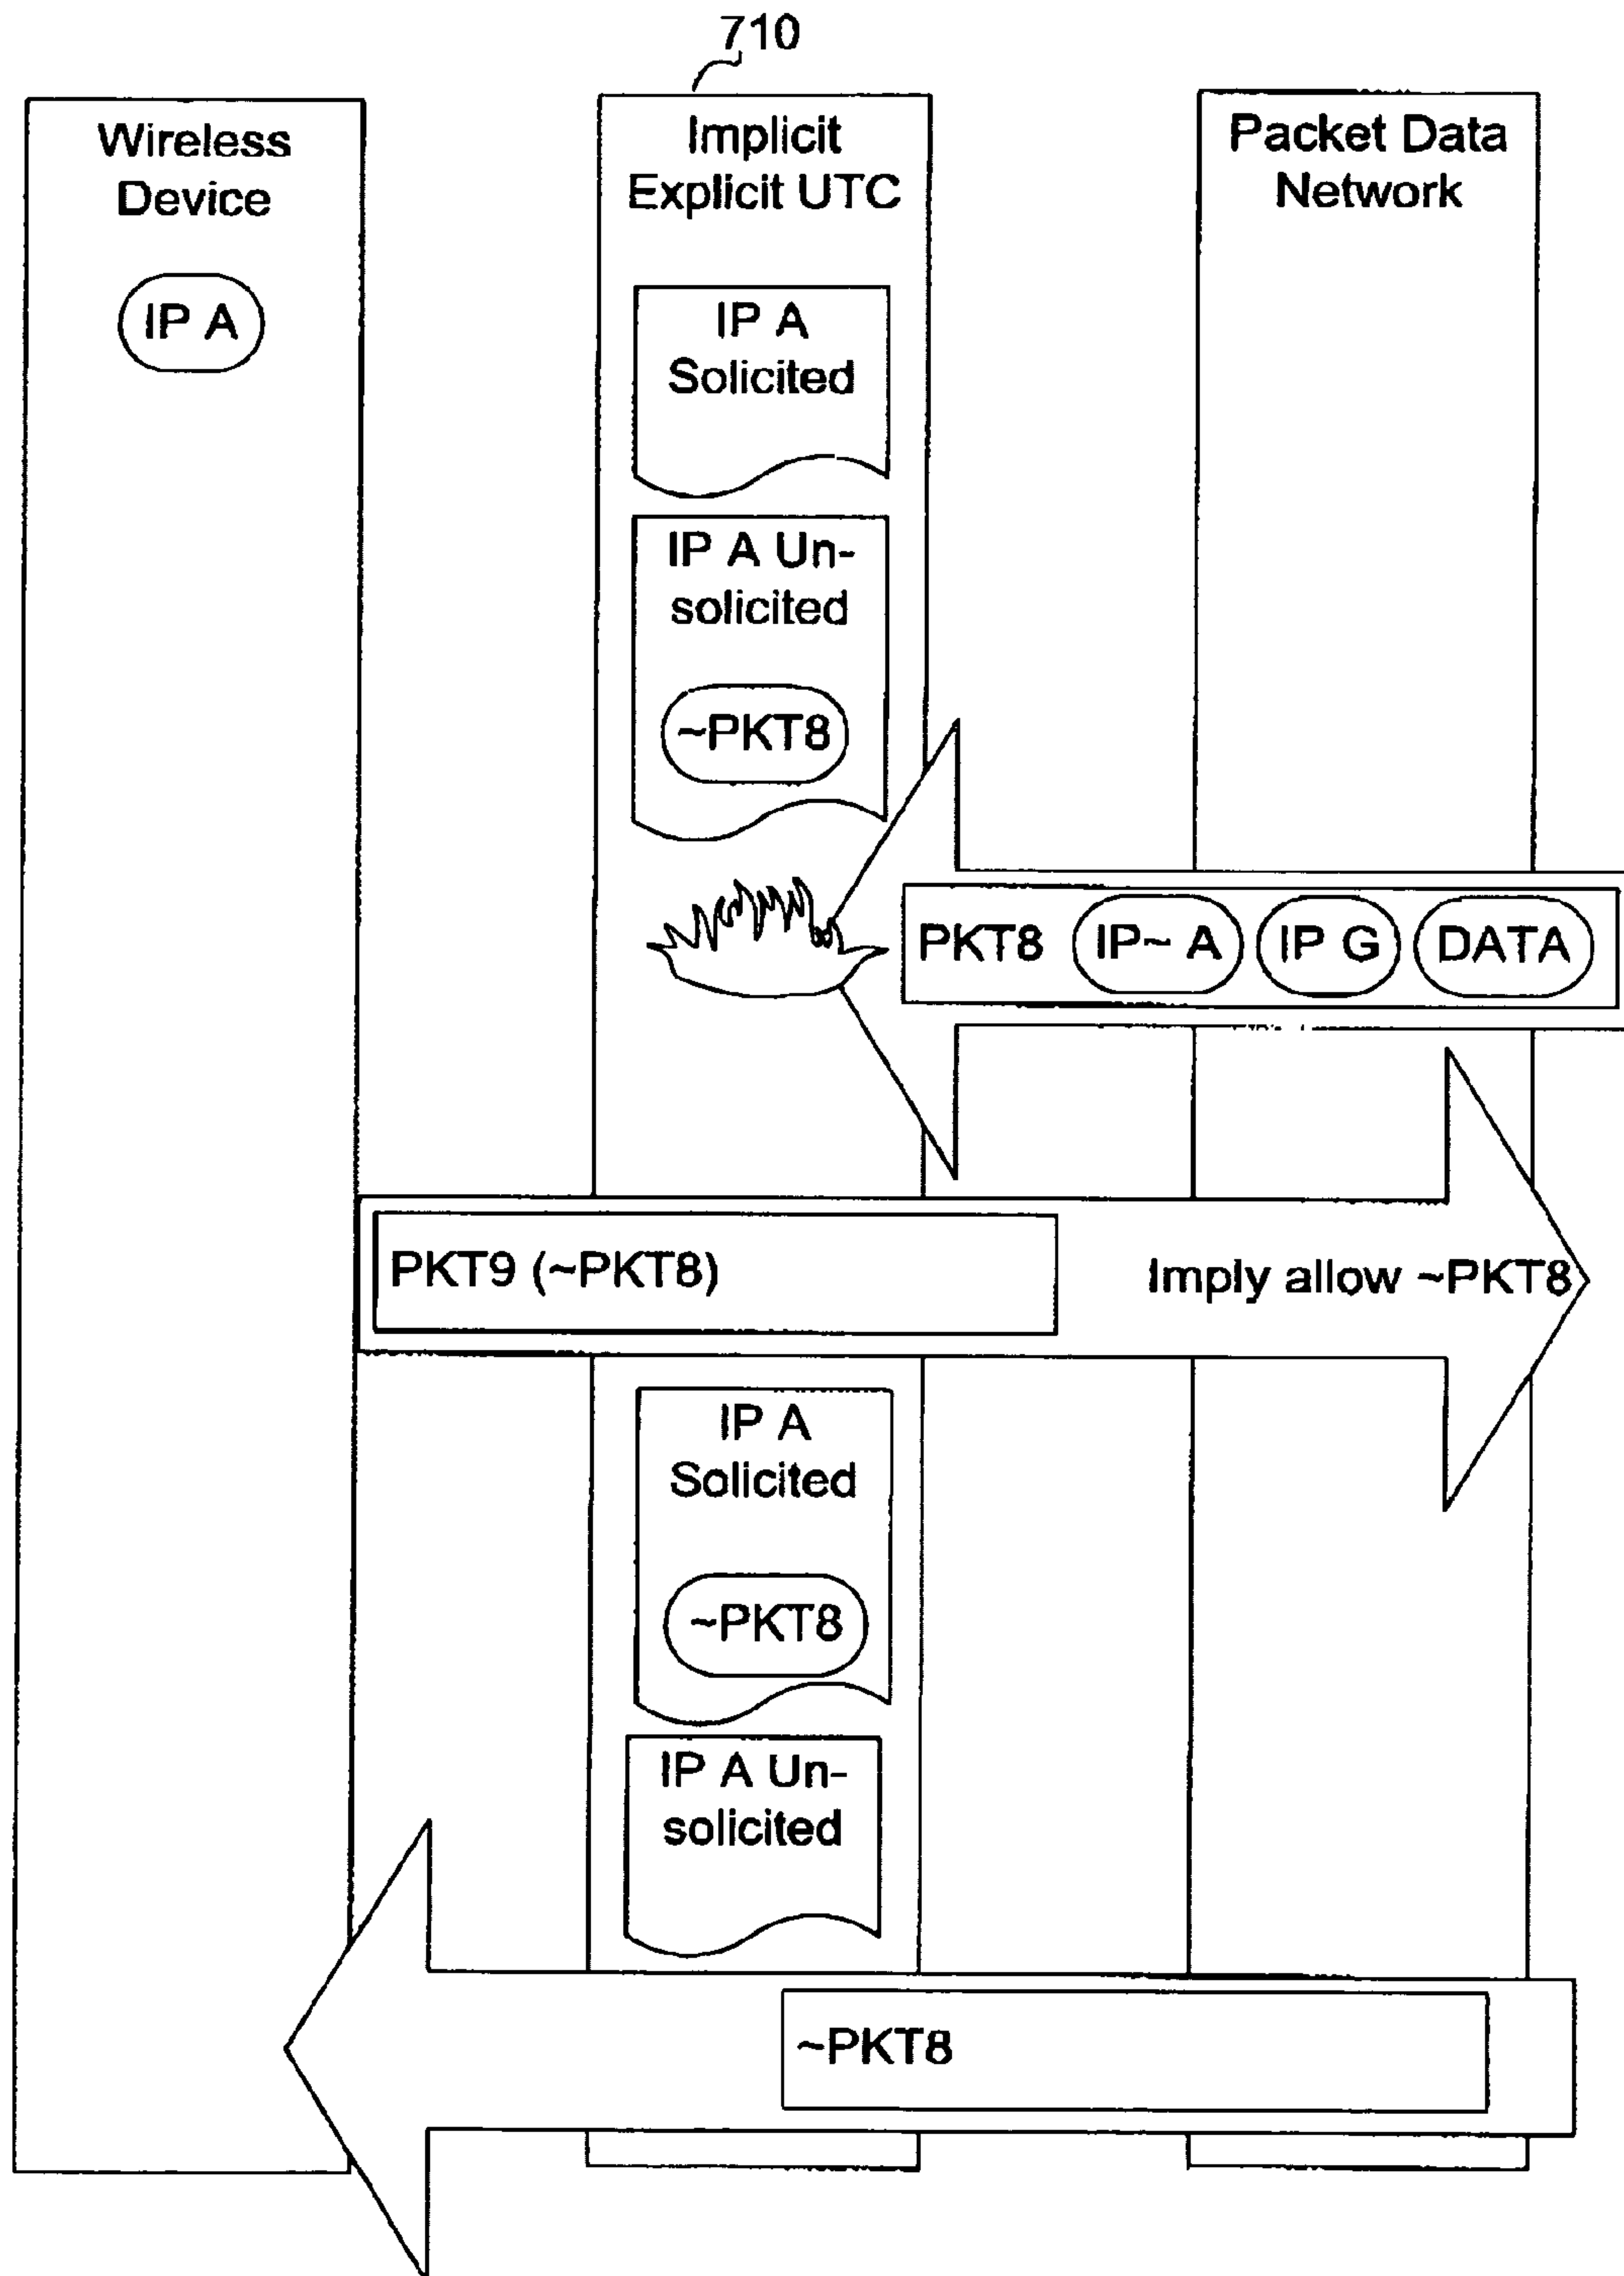 710
Wireless
Device
Implicit
Explicit UTC
Packet Data
Network
IP A
IP A
Solicited
IP A Un-
solicited
~PKT8
PKT8 IP~ A IP G DATA
PKT9 (~PKT8) Imply allow ~PKT8
IP A
Solicited
~PKT8
IP A Un-
solicited
~PKT8